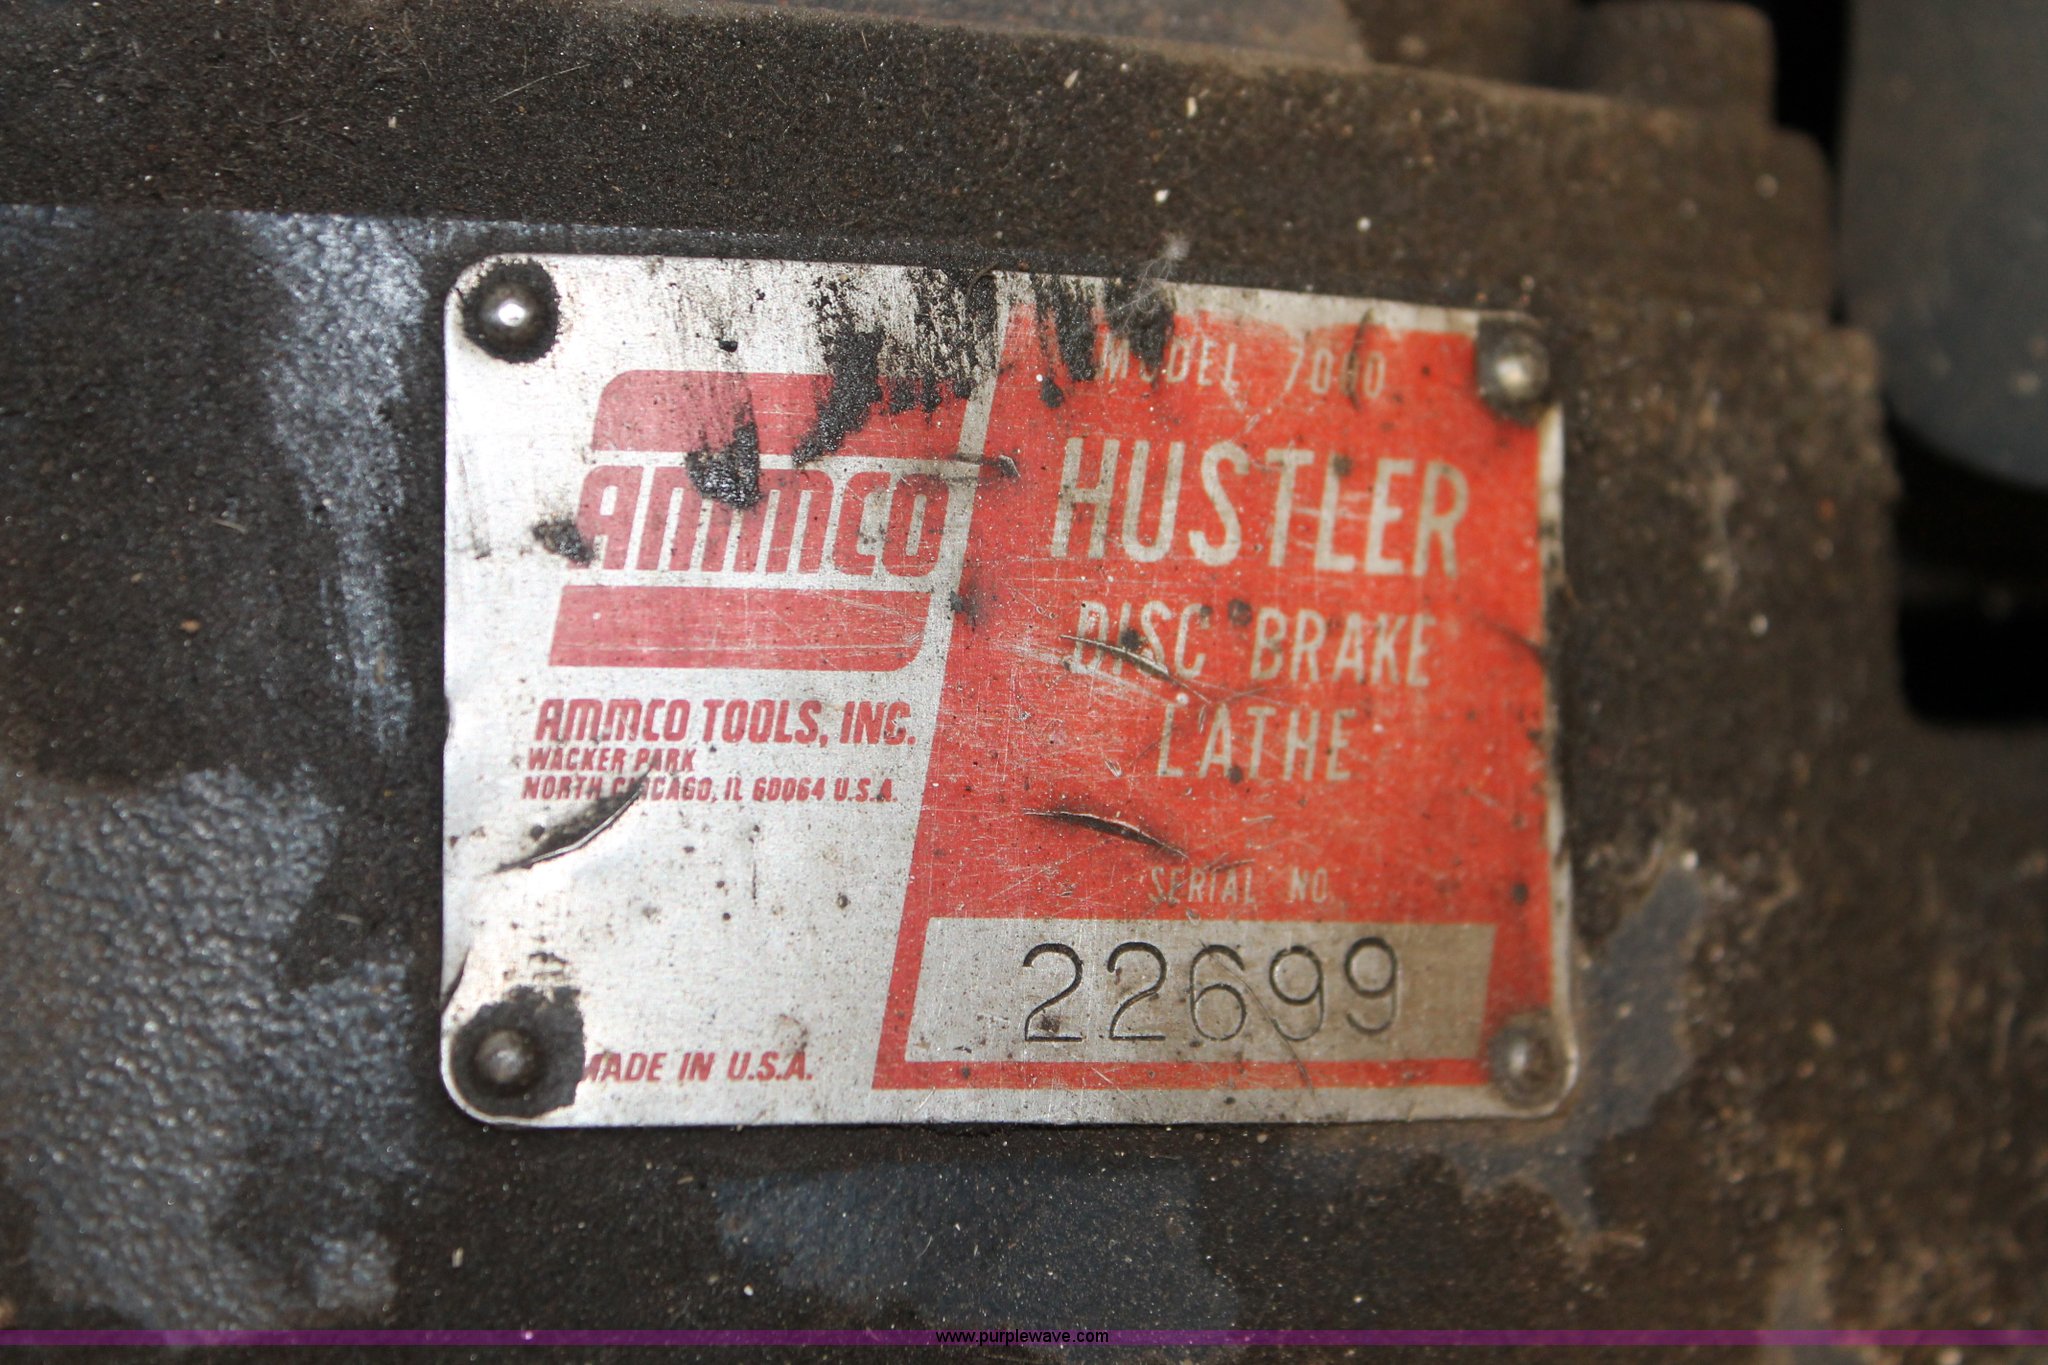 AMMCO
AMMCO TOOLS, INC.
WACKER PARK
NORTH CHICAGO, IL 60064 U.S.A.
MADE IN U.S.A.
MODEL 7000
HUSTLER
DISC BRAKE
LATHE
SERIAL NO.
22699
www.purplewave.com